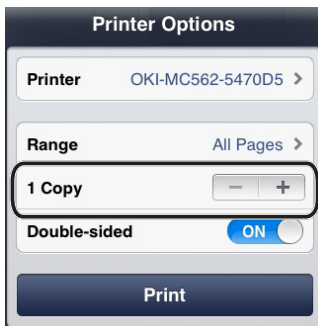 Printer Options
Printer OKI-MC562-5470D5 >
Range All Pages >
1 Copy - +
Double-sided ON
Print